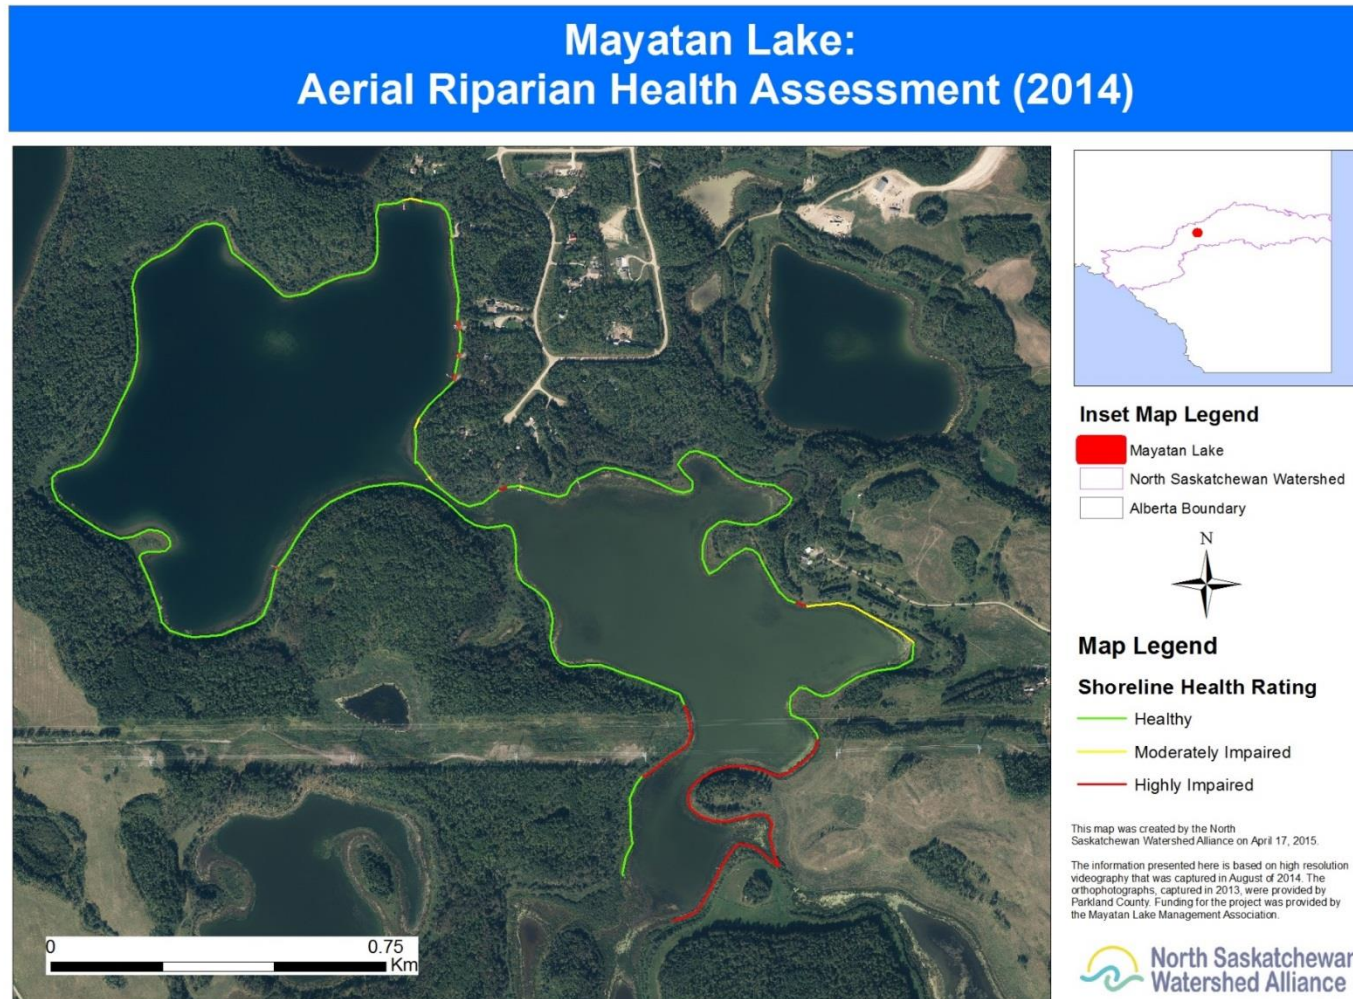 Mayatan Lake:
Aerial Riparian Health Assessment (2014)
Inset Map Legend
Mayatan Lake
North Saskatchewan Watershed
Alberta Boundary
N
Map Legend
Shoreline Health Rating
Healthy
Moderately Impaired
Highly Impaired
This map was created by the North
Saskatchewan Watershed Alliance on April 17, 2015.
The information presented here is based on high resolution
videography that was captured in August of 2014. The
orthophotographs, captured in 2013, were provided by
Parkland County. Funding for the project was provided by
the Mayatan Lake Management Association.
0 0.75
Km
North Saskatchewan
Watershed Alliance